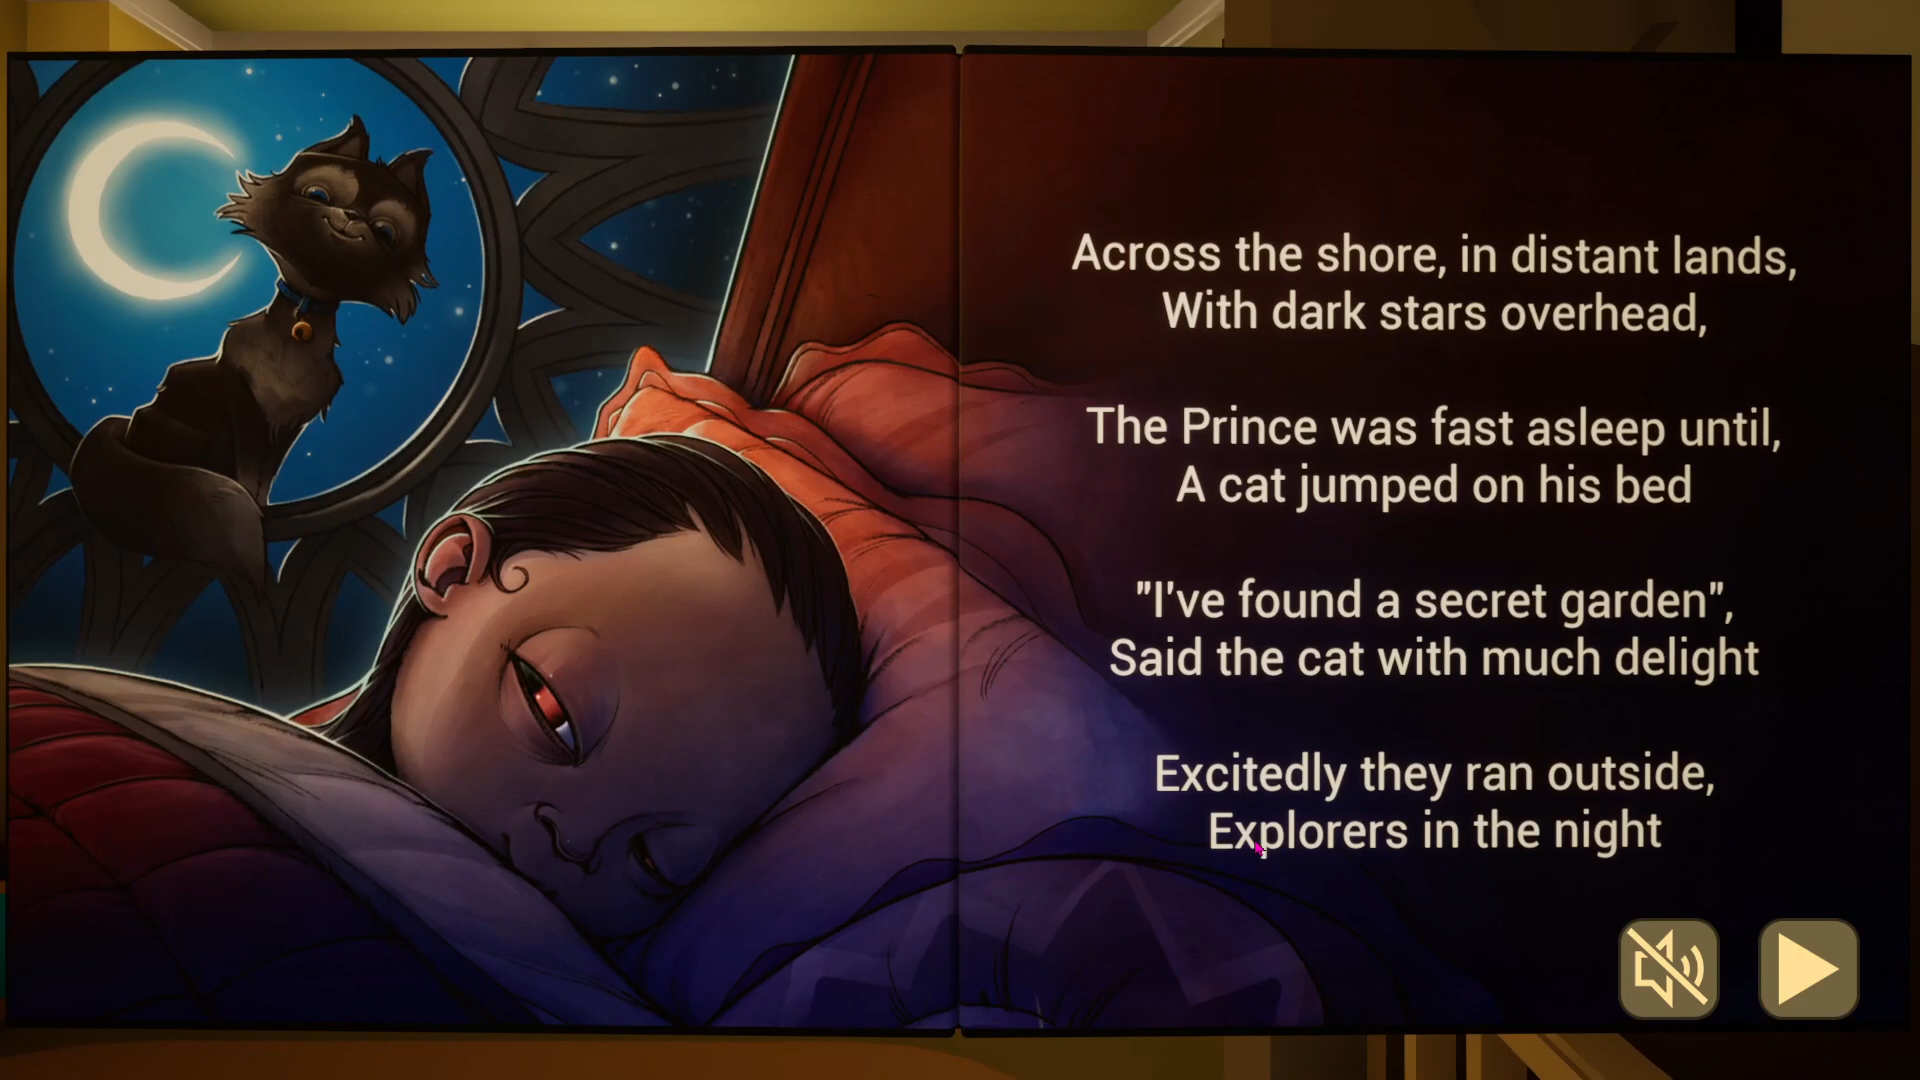 Across the shore, in distant lands,
With dark stars overhead,
The Prince was fast asleep until,
A cat jumped on his bed
"I've found a secret garden",
Said the cat with much delight
Excitedly they ran outside,
Explorers in the night